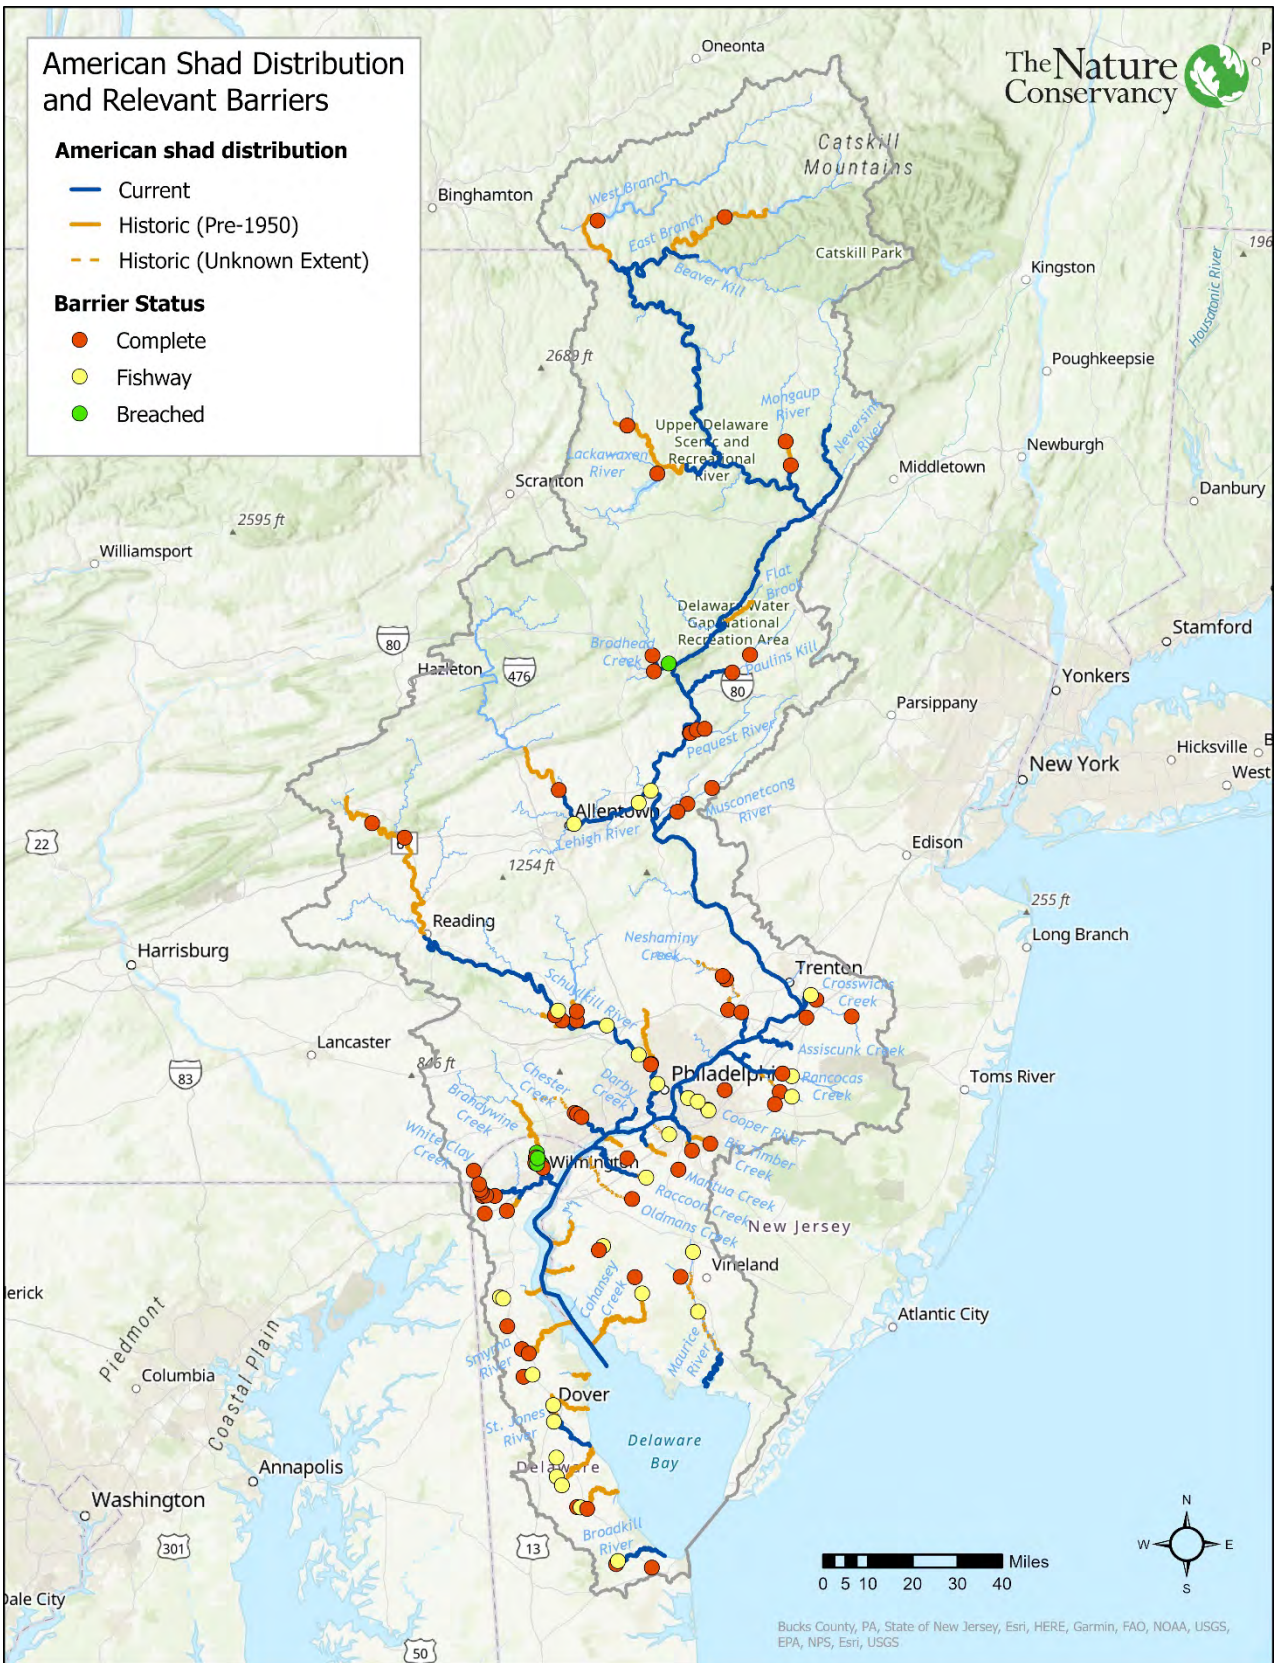 American Shad Distribution
and Relevant Barriers
American shad distribution
Current
Historic (Pre-1950)
Historic (Unknown Extent)
Barrier Status
Complete
Fishway
Breached
The Nature
Conservancy
Oneonta
Catskill
Mountains
Binghamton
West Branch
East Branch
Beaver Kill
Catskill Park
Kingston
196
Housatonic River
2689 ft
Poughkeepsie
Mongaup
River
Neversink
River
Upper Delaware
Scenic and
Recreational
River
Lackawaxen
River
Newburgh
Middletown
Scranton
Danbury
2595 ft
Williamsport
Flat
Brook
Delaware Water
Gap National
Recreation Area
Stamford
80
Brodhead
Creek
Paulins Kill
Hazleton
476
80
Yonkers
Parsippany
Pequest River
Hicksville
B
New York
West
Musconetcong
River
Allentown
Lehigh River
22
6
Edison
1254 ft
255 ft
Reading
Long Branch
Harrisburg
Neshaminy
Creek
Trenton
Crosswicks
Creek
Schuylkill River
Lancaster
846 ft
Assiscunk Creek
83
Philadelphi
Rancocas
Creek
Toms River
Chester
Creek
Darby
Creek
Brandywine
Creek
Cooper River
White Clay
Creek
Big Timber
Creek
Wilmington
Mantua Creek
Raccoon Creek
Oldmans Creek
New Jersey
Vineland
Cohansey
Creek
lerick
Piedmont
Coastal Plain
Atlantic City
Maurice
River
Smyrna
River
Columbia
Dover
St. Jones
River
Delaware
Bay
Delaware
Annapolis
Washington
301
13
Broadkill
River
N
W
E
S
Miles
0 5 10 20 30 40
Dale City
50
Bucks County, PA, State of New Jersey, Esri, HERE, Garmin, FAO, NOAA, USGS,
EPA, NPS, Esri, USGS